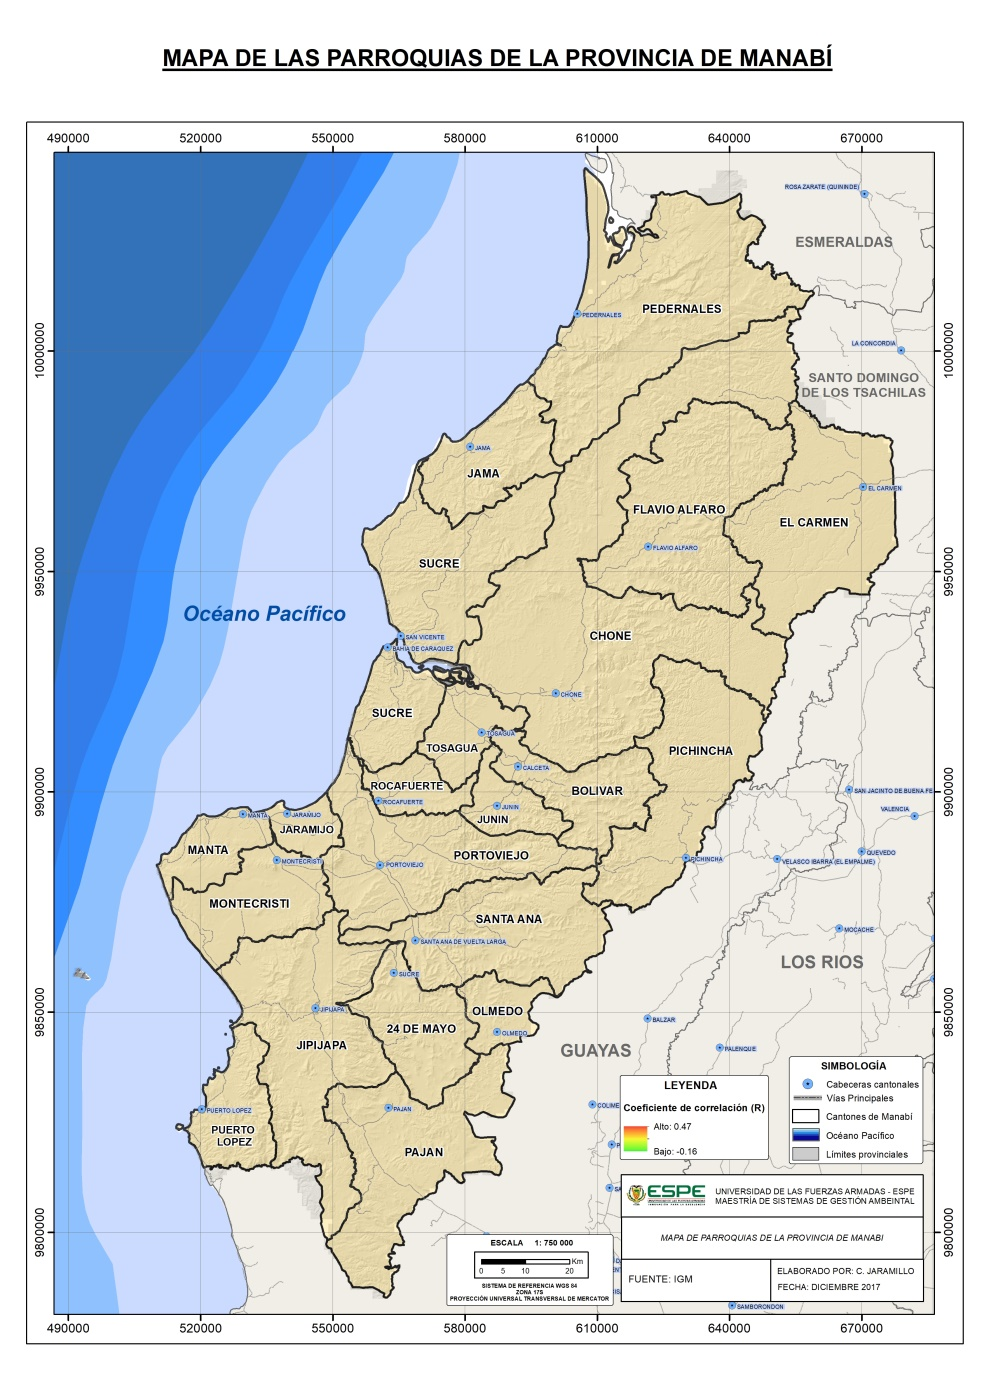 MAPA DE LAS PARROQUIAS DE LA PROVINCIA DE MANABÍ
490000 520000 550000 580000 610000 640000 670000
ROSA ZARATE (QUININDE)
ESMERALDAS
PEDERNALES
PEDERNALES
10000000
10000000
LA CONCORDIA
SANTO DOMINGO
DE LOS TSACHILAS
JAMA
JAMA
EL CARMEN
FLAVIO ALFARO
EL CARMEN
FLAVIO ALFARO
SUCRE
9950000
9950000
Océano Pacífico
SAN VICENTE
BAHIA DE CARAQUEZ
CHONE
CHONE
SUCRE
TOSAGUA
TOSAGUA
PICHINCHA
CALCETA
ROCAFUERTE
ROCAFUERTE
BOLIVAR
9900000
9900000
SAN JACINTO DE BUENA FE
VALENCIA
JUNIN
JUNIN
MANTA
JARAMIJO
JARAMIJO
MANTA
MONTECRISTI
PORTOVIEJO
PORTOVIEJO
PICHINCHA
VELASCO IBARRA (EL EMPALME)
QUEVEDO
MONTECRISTI
SANTA ANA
SANTA ANA DE VUELTA LARGA
MOCACHE
LOS RIOS
SUCRE
9850000
9850000
JIPIJAPA
OLMEDO
24 DE MAYO
OLMEDO
BALZAR
JIPIJAPA
GUAYAS
PALENQUE
PUERTO LOPEZ
PUERTO
LOPEZ
PAJAN
PAJAN
COLIME
LEYENDA
Coeficiente de correlación (R)
Alto: 0.47
Bajo: -0.16
SIMBOLOGÍA
Cabeceras cantonales
Vías Principales
Cantones de Manabí
Océano Pacífico
Límites provinciales
9800000
9800000
ESPE
UNIVERSIDAD DE LAS FUERZAS ARMADAS - ESPE
MAESTRÍA DE SISTEMAS DE GESTIÓN AMBEINTAL
MAPA DE PARROQUIAS DE LA PROVINCIA DE MANABI
FUENTE: IGM
ELABORADO POR: C. JARAMILLO
FECHA: DICIEMBRE 2017
ESCALA 1: 750 000
Km
0 5 10 20
SISTEMA DE REFERENCIA WGS 84
ZONA 17S
PROYECCIÓN UNIVERSAL TRANSVERSAL DE MERCATOR
SAMBORONDON
490000 520000 550000 580000 610000 640000 670000